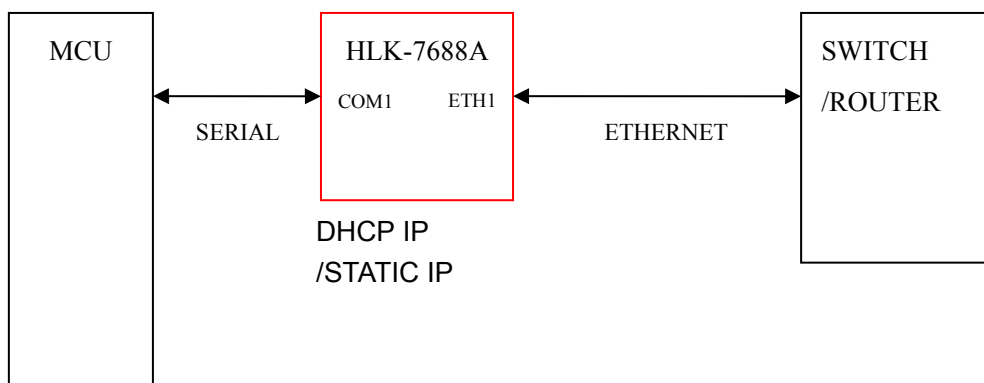 MCU
SERIAL
HLK-7688A
COM1 ETH1
DHCP IP
/STATIC IP
ETHERNET
SWITCH
/ROUTER